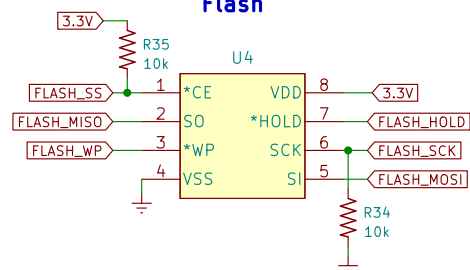 Flash
3.3V
R35
10k
U4
FLASH_SS 1 *CE VDD 8 3.3V
FLASH_MISO 2 SO *HOLD 7 FLASH_HOLD
FLASH_WP 3 *WP SCK 6 FLASH_SCK
4 VSS SI 5 FLASH_MOSI
R34
10k